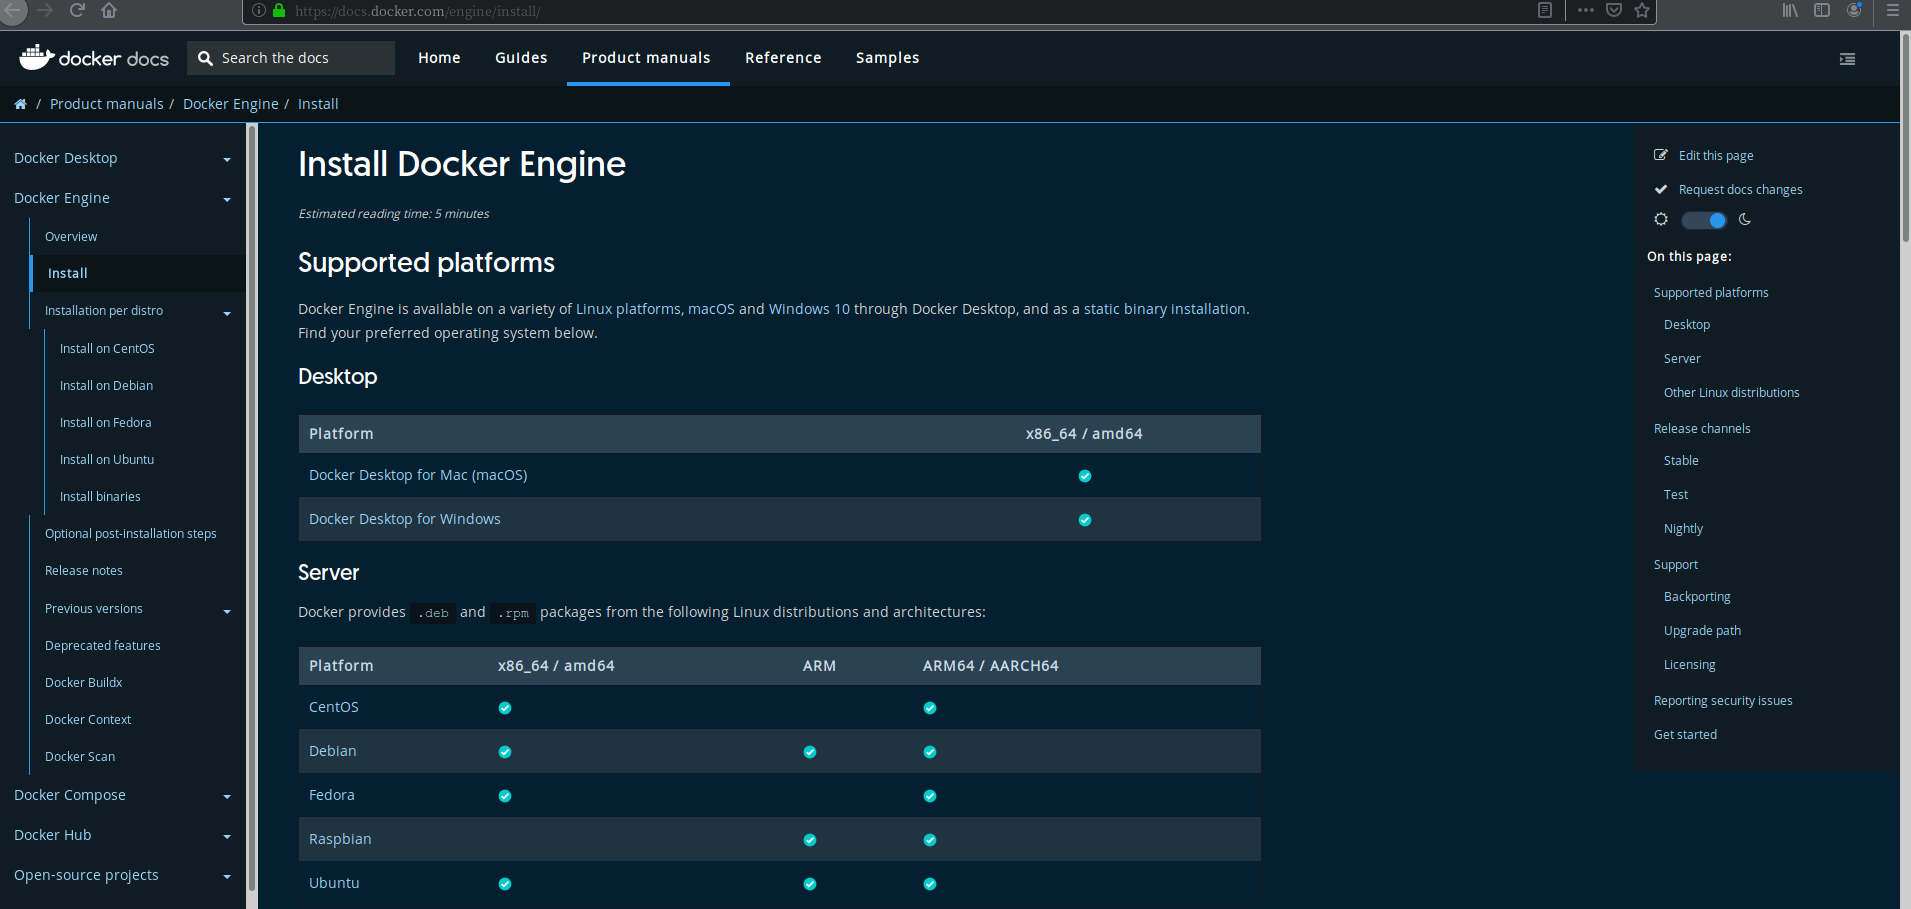 https://docs.docker.com/engine/install/
docker docs
Search the docs
Home
Guides
Product manuals
Reference
Samples
/ Product manuals / Docker Engine / Install
Docker Desktop
Docker Engine
Overview
Install
Installation per distro
Install on CentOS
Install on Debian
Install on Fedora
Install on Ubuntu
Install binaries
Optional post-installation steps
Release notes
Previous versions
Deprecated features
Docker Buildx
Docker Context
Docker Scan
Docker Compose
Docker Hub
Open-source projects
Install Docker Engine
Estimated reading time: 5 minutes
Supported platforms
Docker Engine is available on a variety of Linux platforms, macOS and Windows 10 through Docker Desktop, and as a static binary installation.
Find your preferred operating system below.
Desktop
Platform x86_64 / amd64
Docker Desktop for Mac (macOS)
Docker Desktop for Windows
Server
Docker provides .deb and .rpm packages from the following Linux distributions and architectures:
Platform x86_64 / amd64 ARM ARM64 / AARCH64
CentOS
Debian
Fedora
Raspbian
Ubuntu
Edit this page
Request docs changes
On this page:
Supported platforms
Desktop
Server
Other Linux distributions
Release channels
Stable
Test
Nightly
Support
Backporting
Upgrade path
Licensing
Reporting security issues
Get started